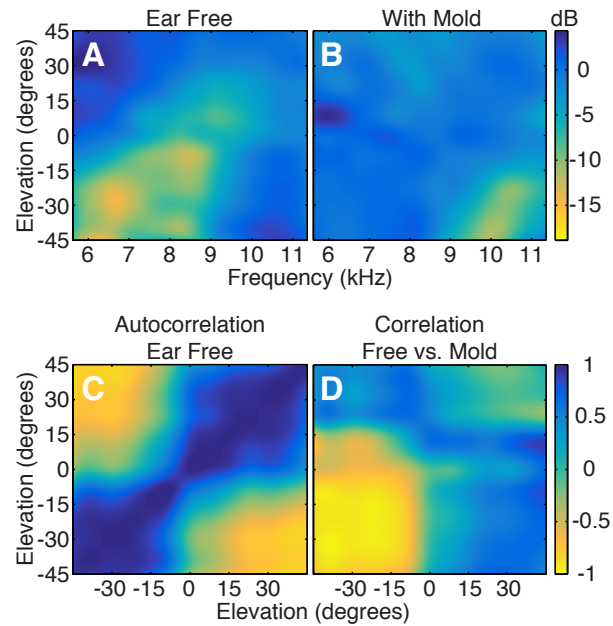 Ear Free
With Mold
dB
A
B
45
30
15
0
-15
-30
-45
Elevation (degrees)
6 7 8 9 10 11
6 7 8 9 10 11
Frequency (kHz)
0
-5
-10
-15
Autocorrelation
Ear Free
Correlation
Free vs. Mold
C
D
45
30
15
0
-15
-30
-45
Elevation (degrees)
-30 -15 0 15 30
-30 -15 0 15 30
Elevation (degrees)
1
0.5
0
-0.5
-1